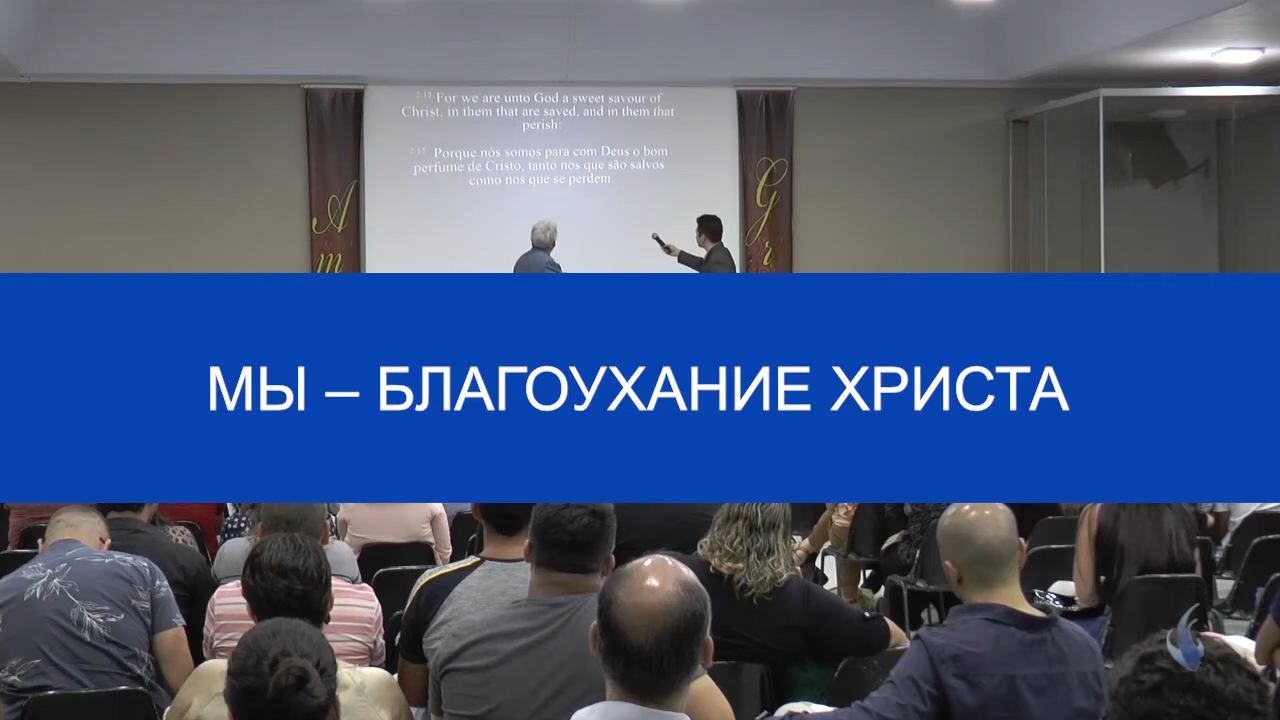 2:15 For we are unto God a sweet savour of
Christ, in them that are saved, and in them that
perish:
2:15 Porque nós somos para com Deus o bom
perfume de Cristo, tanto nos que são salvos
como nos que se perdem.
A
m
G
r
МЫ – БЛАГОУХАНИЕ ХРИСТА